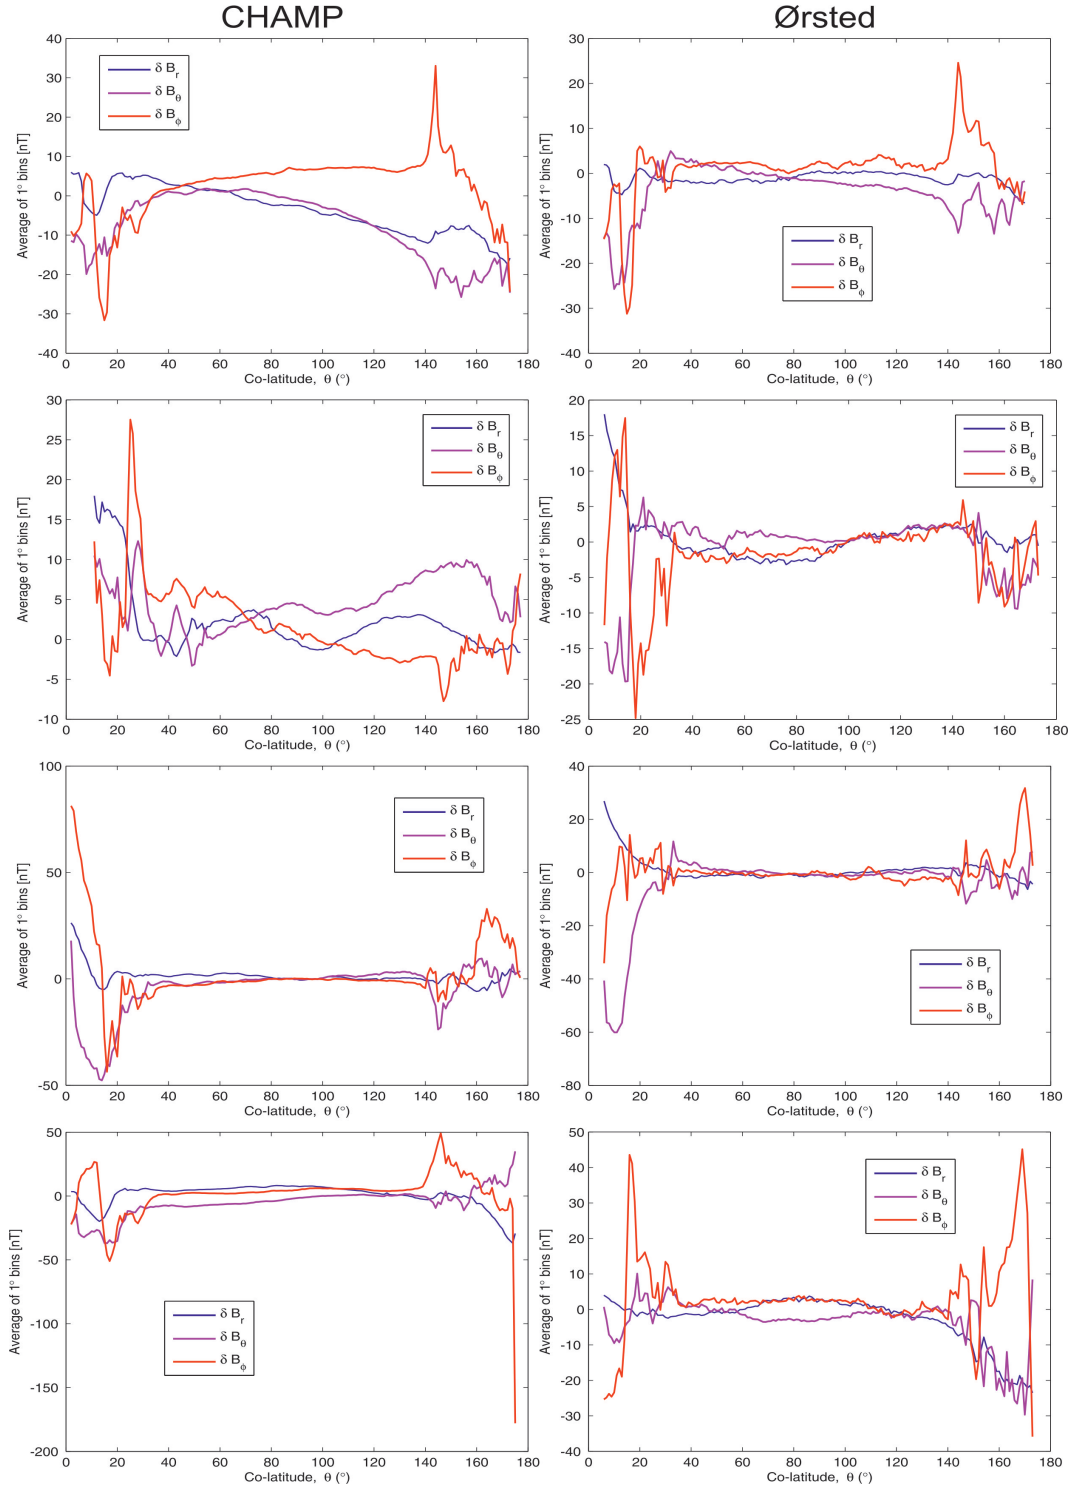 CHAMP
Ørsted
40
30
20
10
0
-10
-20
-30
-40
Average of 1° bins [nT]
δ B_r
δ B_θ
δ B_ϕ
0 20 40 60 80 100 120 140 160 180
Co-latitude, θ (°)
30
20
10
0
-10
-20
-30
-40
Average of 1° bins [nT]
δ B_r
δ B_θ
δ B_ϕ
0 20 40 60 80 100 120 140 160 180
Co-latitude, θ (°)
30
25
20
15
10
5
0
-5
-10
Average of 1° bins [nT]
δ B_r
δ B_θ
δ B_ϕ
0 20 40 60 80 100 120 140 160 180
Co-latitude, θ (°)
20
15
10
5
0
-5
-10
-15
-20
-25
Average of 1° bins [nT]
δ B_r
δ B_θ
δ B_ϕ
0 20 40 60 80 100 120 140 160 180
Co-latitude, θ (°)
100
50
0
-50
Average of 1° bins [nT]
δ B_r
δ B_θ
δ B_ϕ
0 20 40 60 80 100 120 140 160 180
Co-latitude, θ (°)
40
20
0
-20
-40
-60
-80
Average of 1° bins [nT]
δ B_r
δ B_θ
δ B_ϕ
0 20 40 60 80 100 120 140 160 180
Co-latitude, θ (°)
50
0
-50
-100
-150
-200
Average of 1° bins [nT]
δ B_r
δ B_θ
δ B_ϕ
0 20 40 60 80 100 120 140 160 180
Co-latitude, θ (°)
50
40
30
20
10
0
-10
-20
-30
-40
Average of 1° bins [nT]
δ B_r
δ B_θ
δ B_ϕ
0 20 40 60 80 100 120 140 160 180
Co-latitude, θ (°)